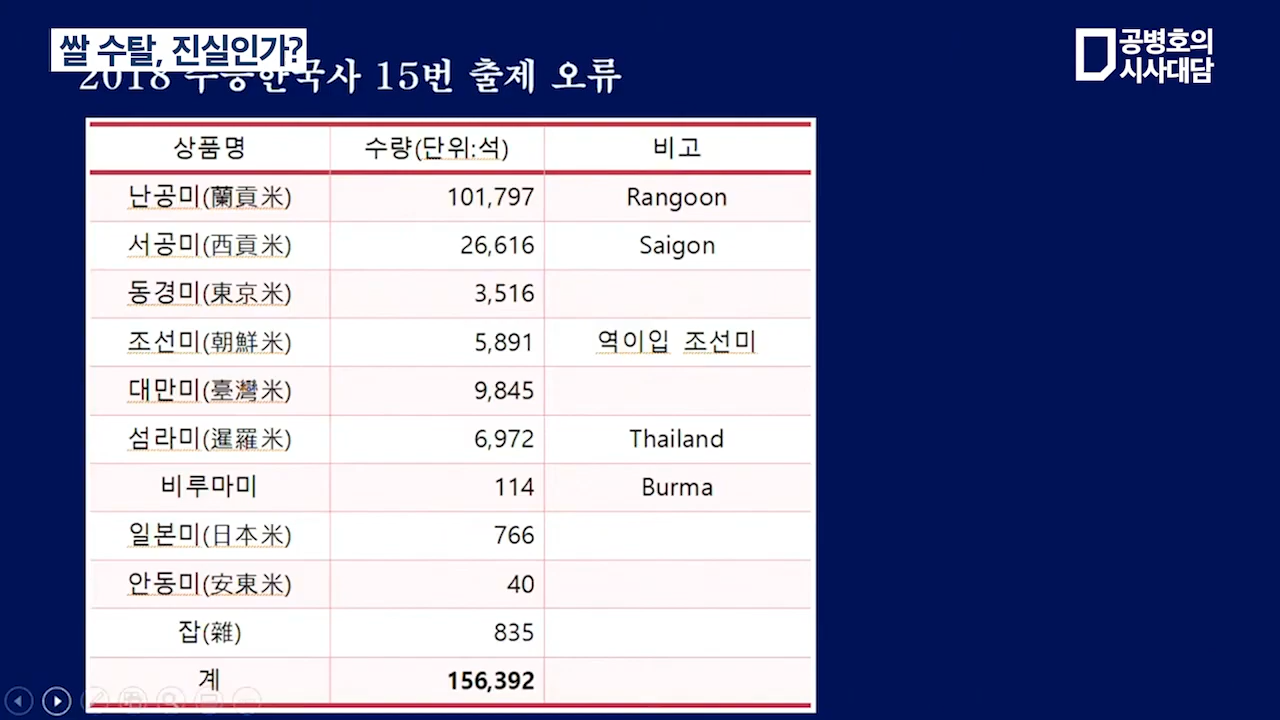 쌀 수탈, 진실인가?
공병호의
시사대담
2018 수능한국사 15번 출제 오류
상품명 수량(단위:석) 비고
난공미(蘭貢米) 101,797 Rangoon
서공미(西貢米) 26,616 Saigon
동경미(東京米) 3,516
조선미(朝鮮米) 5,891 역이입 조선미
대만미(臺灣米) 9,845
섬라미(暹羅米) 6,972 Thailand
비루마미 114 Burma
일본미(日本米) 766
안동미(安東米) 40
잡(雜) 835
계 156,392